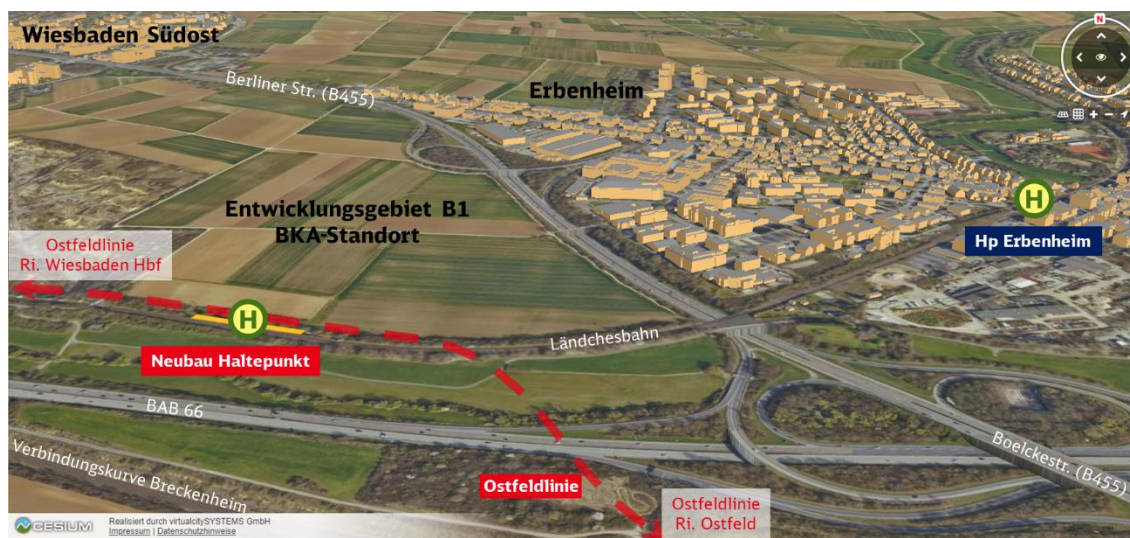 Wiesbaden Südost
N
Berliner Str. (B455)
Erbenheim
H
Hp Erbenheim
Entwicklungsgebiet B1
BKA-Standort
Ostfeldlinie
Ri. Wiesbaden Hbf
H
Neubau Haltepunkt
Ländchesbahn
BAB 66
Verbindungskurve Breckenheim
Boelckestr. (B455)
Ostfeldlinie
Ostfeldlinie
Ri. Ostfeld
CESIUM
Realisiert durch virtualcitySYSTEMS GmbH
Impressum | Datenschutzhinweise